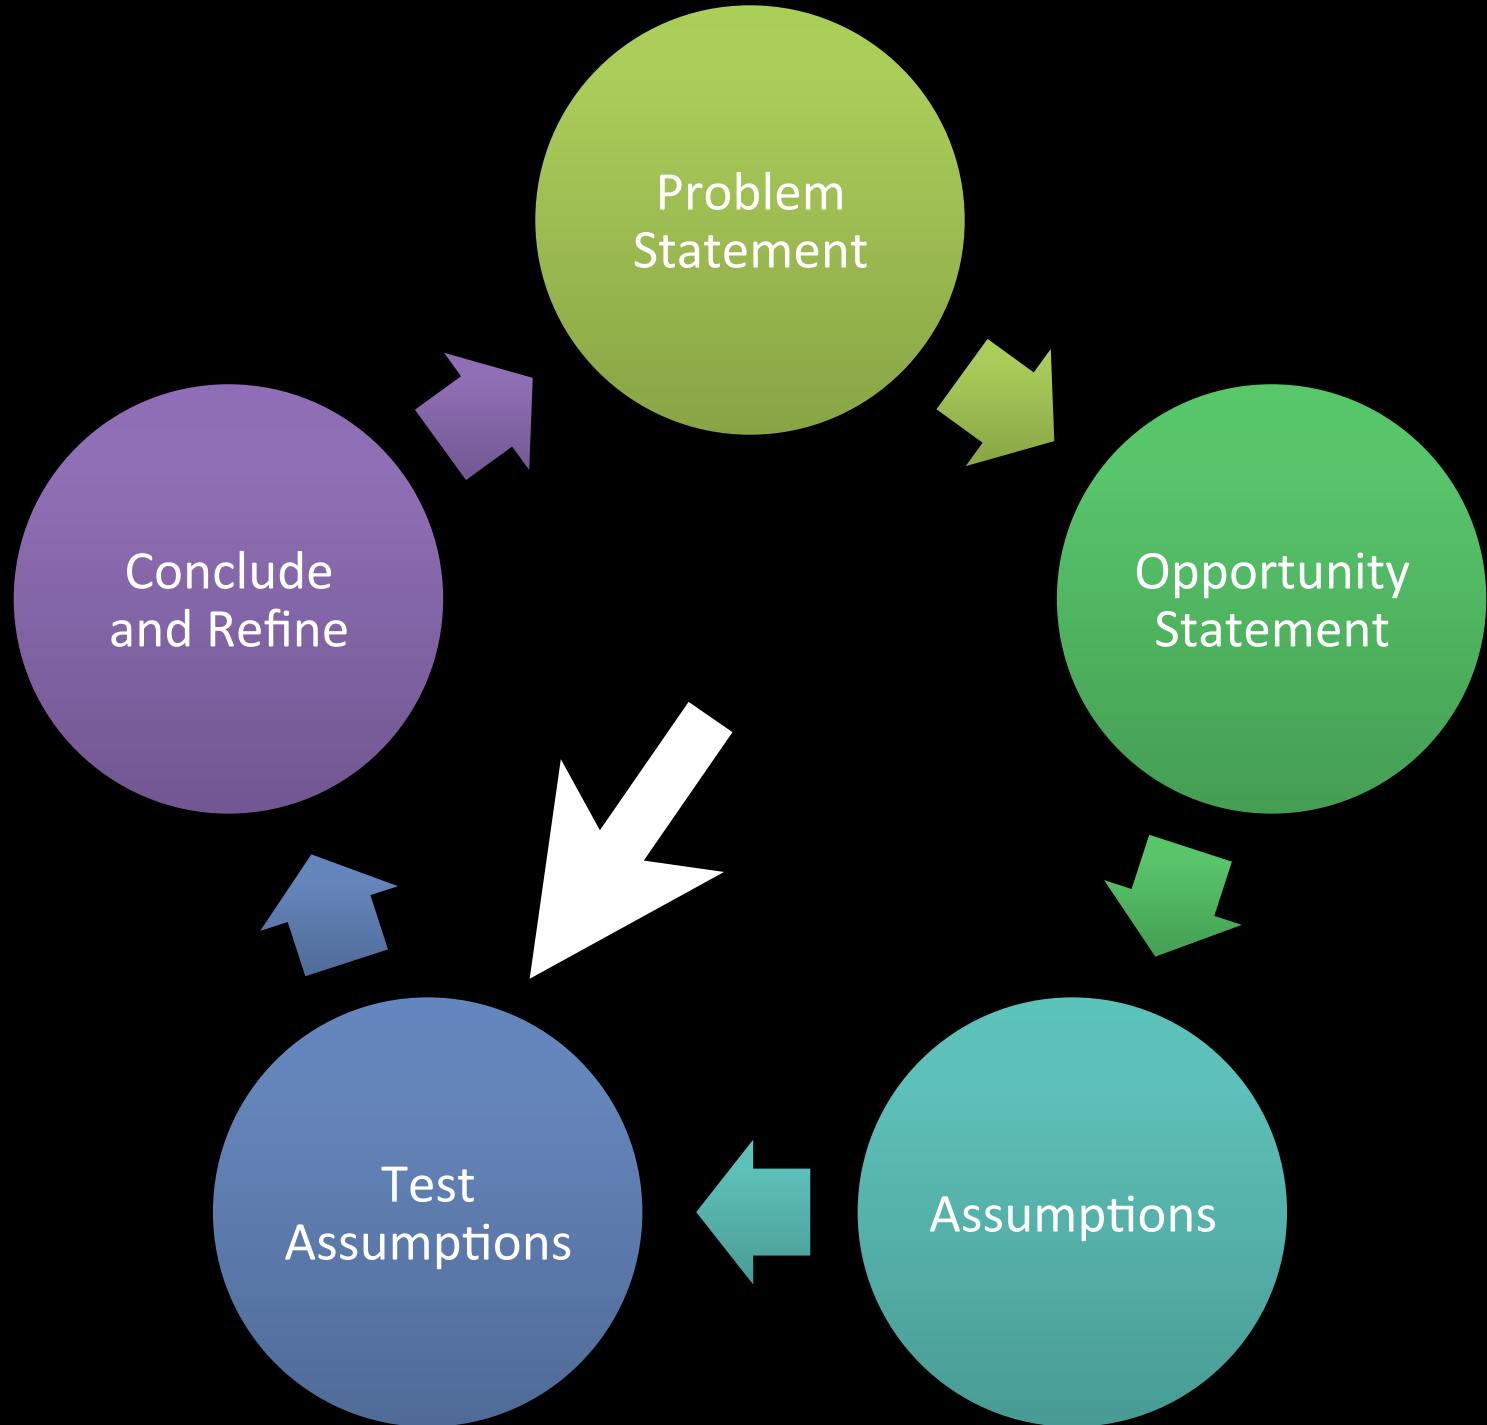 Problem
Statement
Opportunity
Statement
Assumptions
Test
Assumptions
Conclude
and Refine